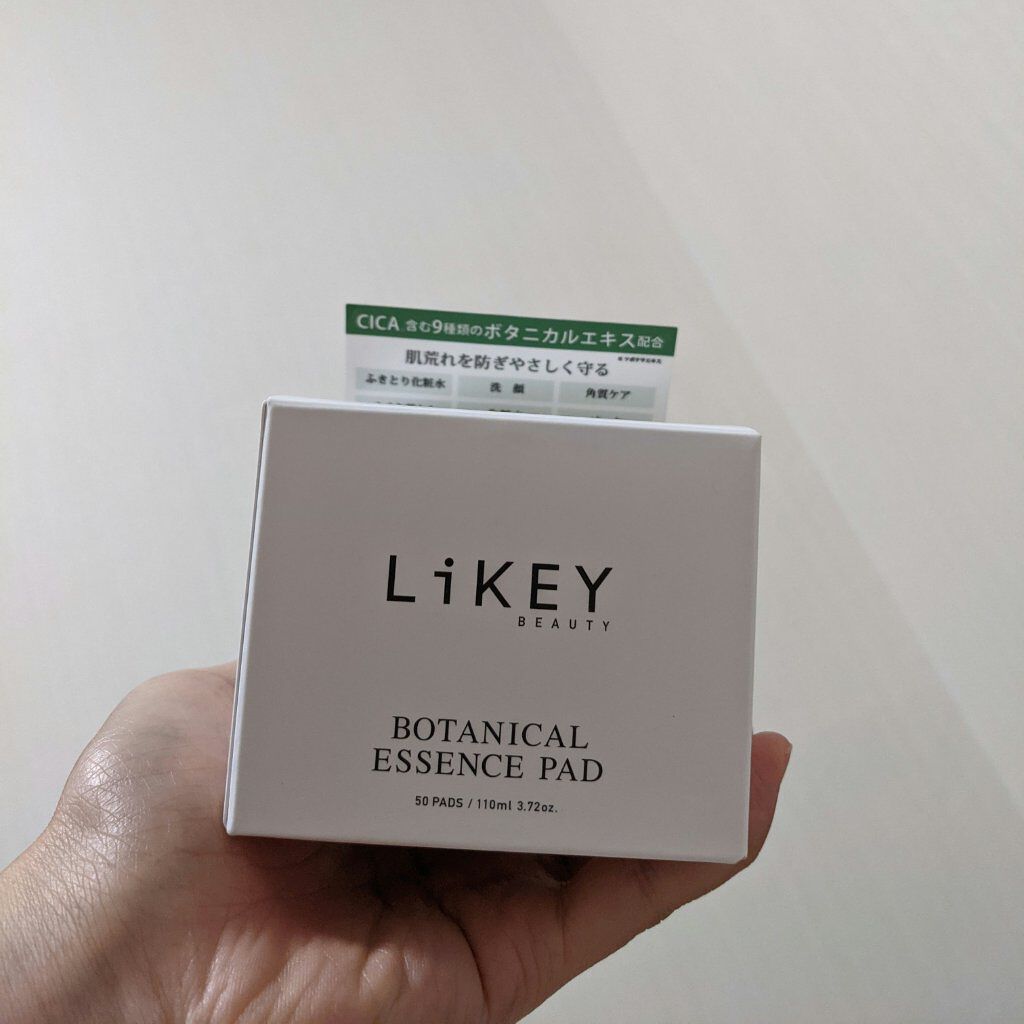 CICA 含む9種類のボタニカルエキス配合
肌荒れを防ぎやさしく守る
ふきとり化粧水 洗 顔 角質ケア
LiKEY
BEAUTY
BOTANICAL
ESSENCE PAD
50 PADS / 110ml 3.72oz.